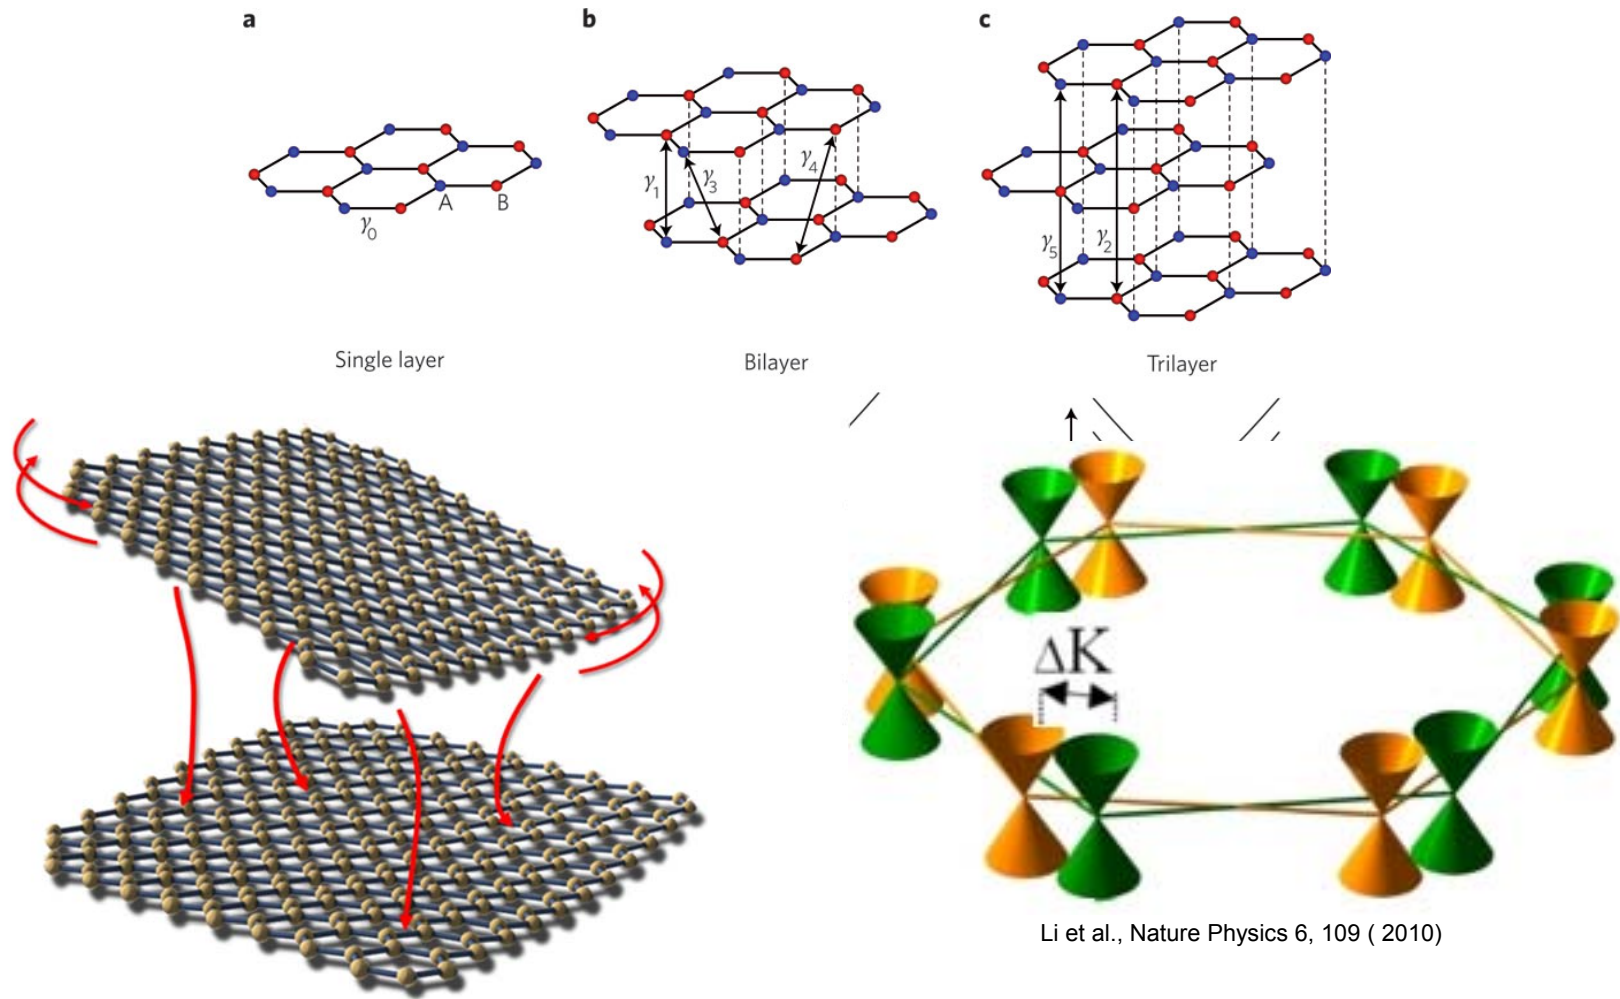 a
b
c
γ0
A
B
γ1
γ3
γ4
γ5
γ2
Single layer
Bilayer
Trilayer
ΔK
Li et al., Nature Physics 6, 109 ( 2010)